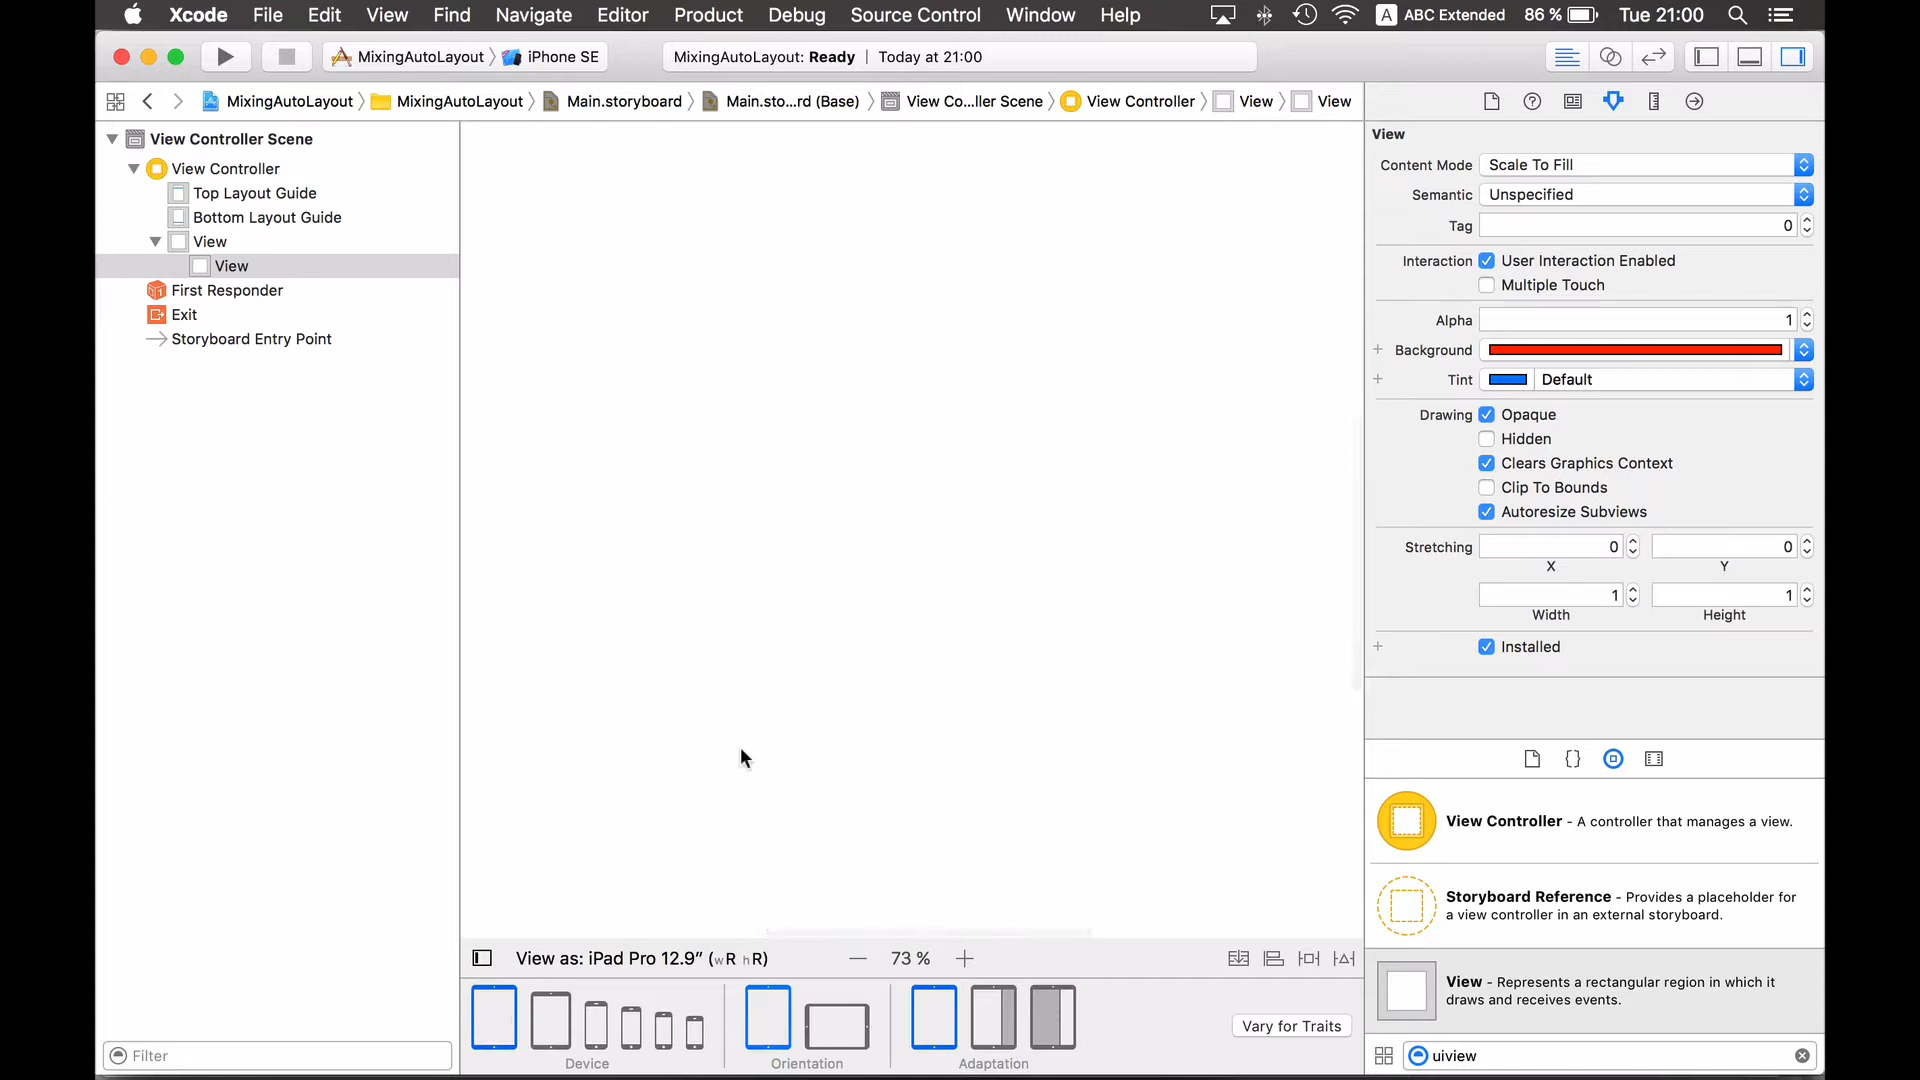 Xcode File Edit View Find Navigate Editor Product Debug Source Control Window Help A ABC Extended 86 % Tue 21:00
MixingAutoLayout iPhone SE MixingAutoLayout: Ready | Today at 21:00
MixingAutoLayout MixingAutoLayout Main.storyboard Main.sto...rd (Base) View Co...ller Scene View Controller View View
View Controller Scene
View Controller
Top Layout Guide
Bottom Layout Guide
View
View
First Responder
Exit
Storyboard Entry Point
Filter
View as: iPad Pro 12.9” (wR hR) — 73 % +
Device Orientation Adaptation
Vary for Traits
View
Content Mode Scale To Fill
Semantic Unspecified
Tag 0
Interaction User Interaction Enabled
Multiple Touch
Alpha 1
+ Background
+ Tint Default
Drawing Opaque
Hidden
Clears Graphics Context
Clip To Bounds
Autoresize Subviews
Stretching 0 0
X Y
1 1
Width Height
+ Installed
{}
View Controller - A controller that manages a view.
Storyboard Reference - Provides a placeholder for
a view controller in an external storyboard.
View - Represents a rectangular region in which it
draws and receives events.
uiview